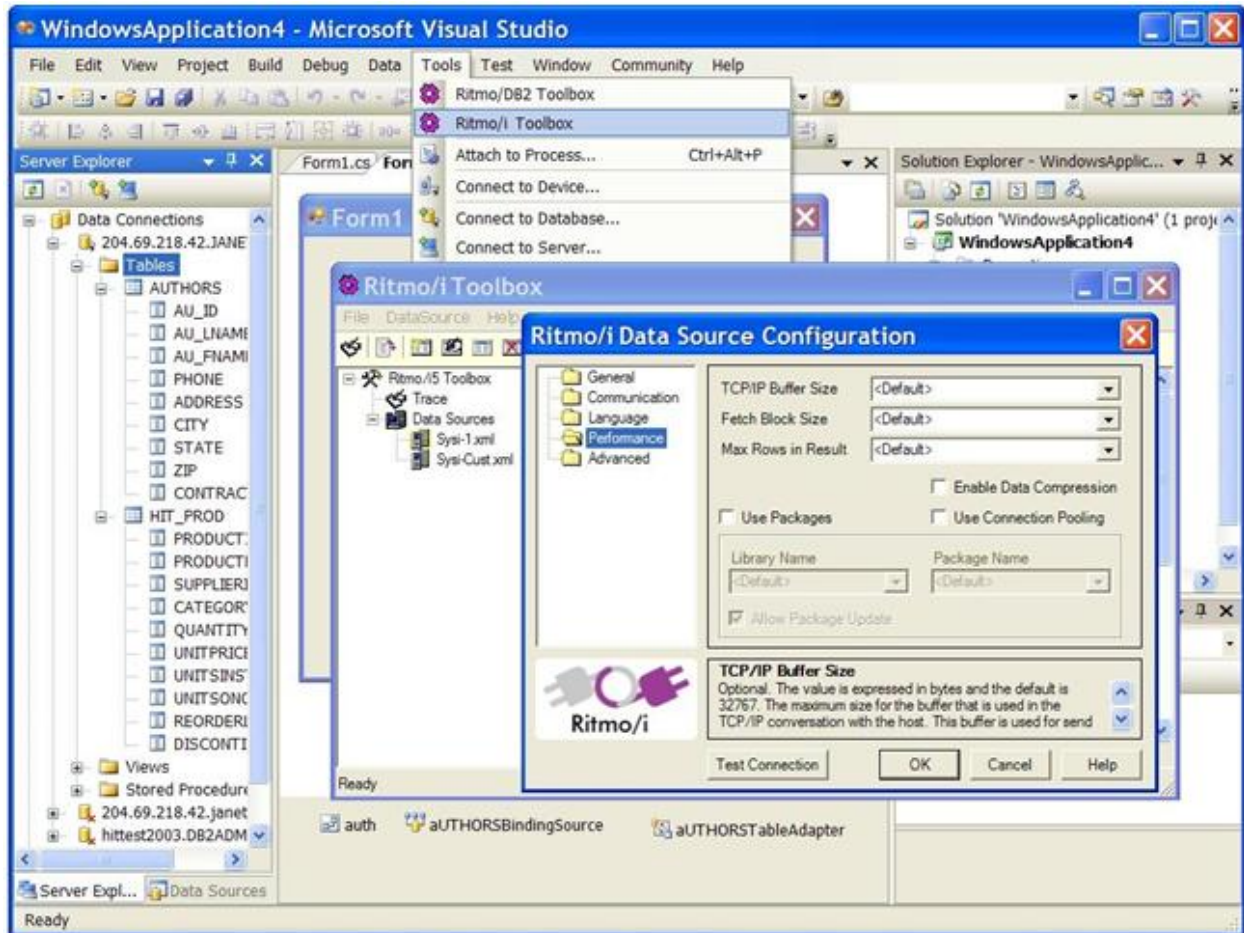 WindowsApplication4 - Microsoft Visual Studio
File Edit View Project Build Debug Data Tools Test Window Community Help
Ritmo/DB2 Toolbox
Ritmo/i Toolbox
Attach to Process... Ctrl+Alt+P
Connect to Device...
Connect to Database...
Connect to Server...
Server Explorer
Data Connections
204.69.218.42.JANE
Tables
AUTHORS
AU_ID
AU_LNAME
AU_FNAM
PHONE
ADDRESS
CITY
STATE
ZIP
CONTRAC
HIT_PROD
PRODUCT
PRODUCT
SUPPLIER
CATEGOR
QUANTITY
UNITPRICE
UNITSINS
UNITSONO
REORDERL
DISCONTI
Views
Stored Procedure
204.69.218.42.janet
hittest2003.DB2ADM
Server Expl... Data Sources
Ready
Form1.cs For
Form1
Ritmo/i Toolbox
File DataSource Help
Ritmo/i5 Toolbox
Trace
Data Sources
Sysi-1.xml
Sysi-Cust.xml
Ready
Ritmo/i Data Source Configuration
General
Communication
Language
Performance
Advanced
TCP/IP Buffer Size <Default>
Fetch Block Size <Default>
Max Rows in Result <Default>
Enable Data Compression
Use Packages Use Connection Pooling
Library Name Package Name
<Default> <Default>
Allow Package Update
Ritmo/i
TCP/IP Buffer Size
Optional. The value is expressed in bytes and the default is
32767. The maximum size for the buffer that is used in the
TCP/IP conversation with the host. This buffer is used for send
Test Connection OK Cancel Help
auth aUTHORSBindingSource aUTHORSTableAdapter
Solution Explorer - WindowsApplic...
Solution 'WindowsApplication4' (1 proje
WindowsApplication4